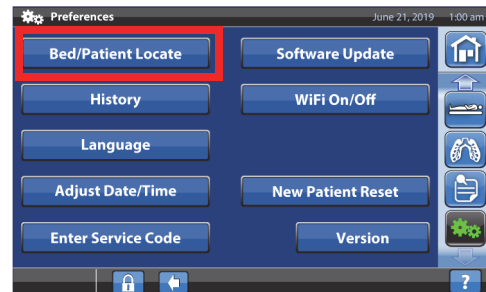 Preferences June 21, 2019 1:00 am
Bed/Patient Locate Software Update
History WiFi On/Off
Language
Adjust Date/Time New Patient Reset
Enter Service Code Version
?